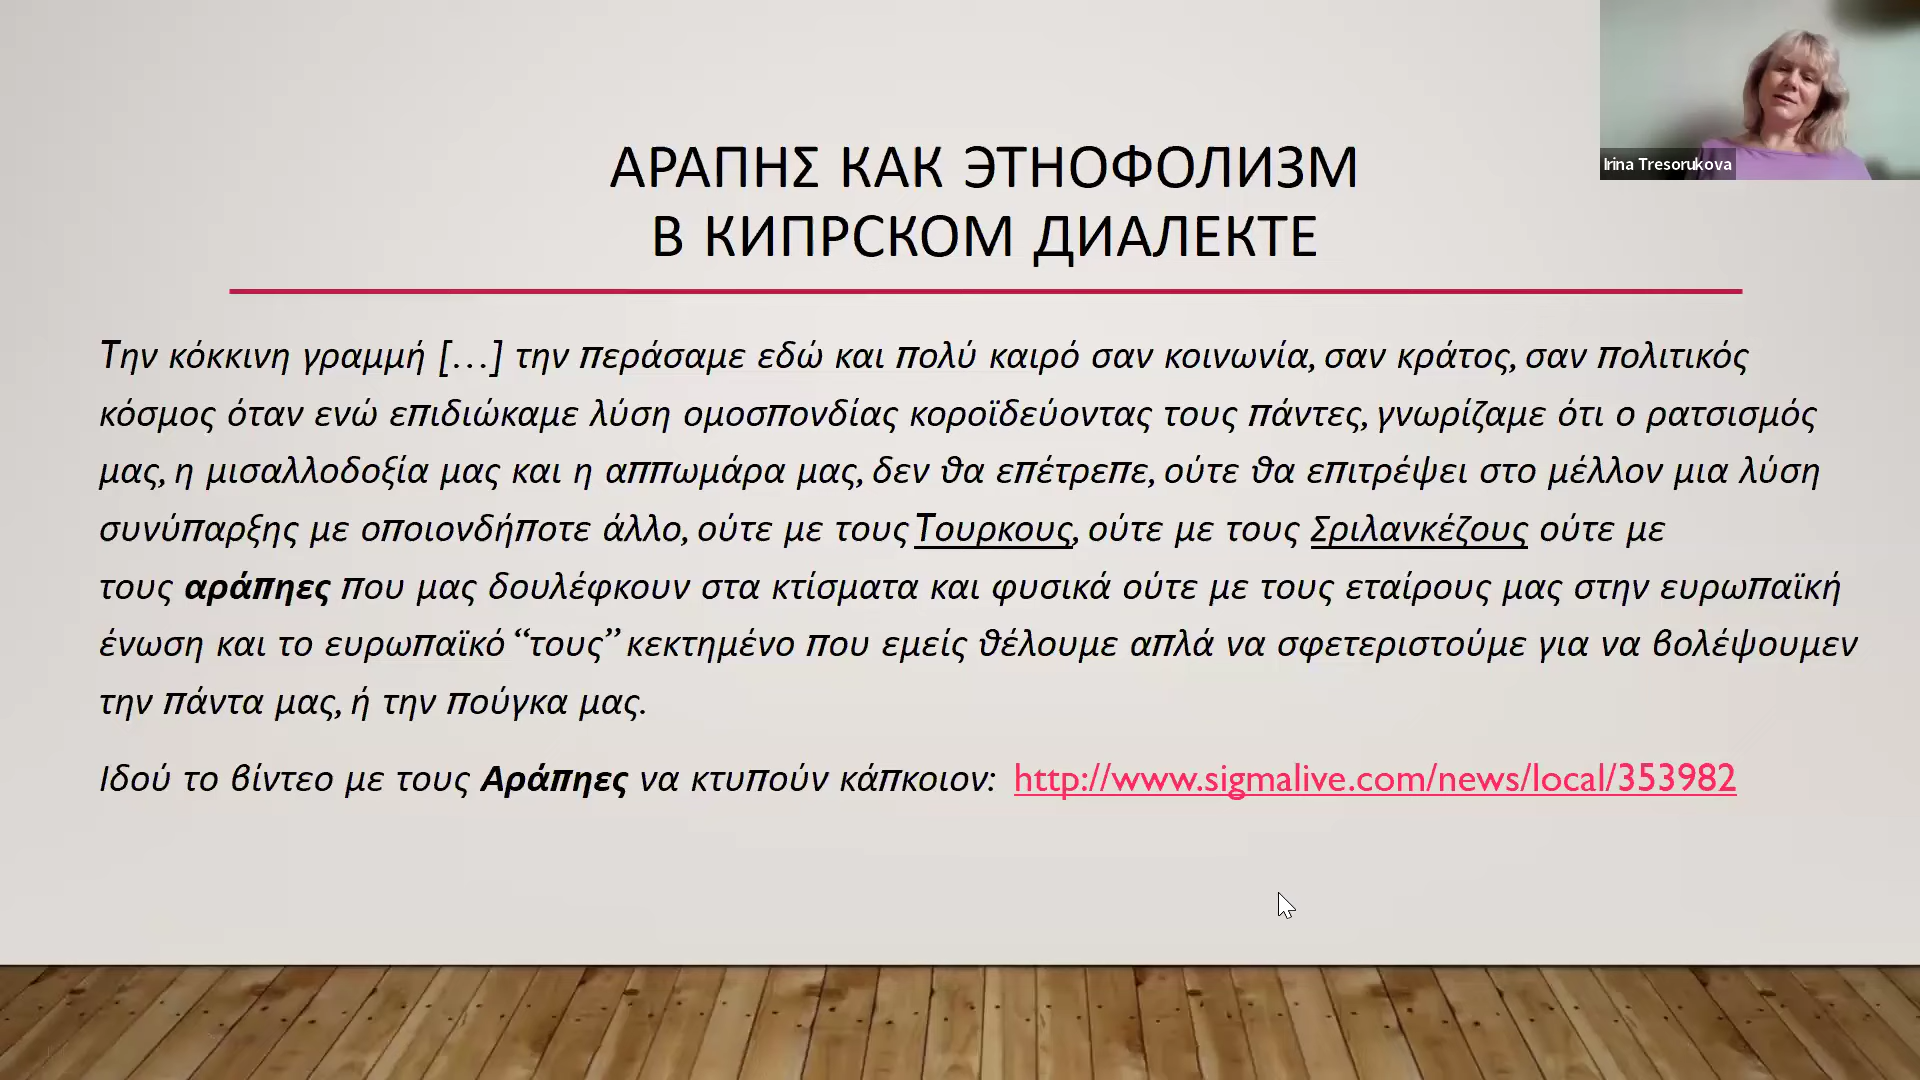 Irina Tresorukova
ΑΡΑΠΗΣ КАК ЭТНОФОЛИЗМ
В КИПРСКОМ ДИАЛЕКТЕ
Την κόκκινη γραμμή […] την περάσαμε εδώ και πολύ καιρό σαν κοινωνία, σαν κράτος, σαν πολιτικός
κόσμος όταν ενώ επιδιώκαμε λύση ομοσπονδίας κοροϊδεύοντας τους πάντες, γνωρίζαμε ότι ο ρατσισμός
μας, η μισαλλοδοξία μας και η αππωμάρα μας, δεν θα επέτρεπε, ούτε θα επιτρέψει στο μέλλον μια λύση
συνύπαρξης με οποιονδήποτε άλλο, ούτε με τους Τουρκους, ούτε με τους Σριλανκέζους ούτε με
τους αράπηες που μας δουλέφκουν στα κτίσματα και φυσικά ούτε με τους εταίρους μας στην ευρωπαϊκή
ένωση και το ευρωπαϊκό “τους” κεκτημένο που εμείς θέλουμε απλά να σφετεριστούμε για να βολέψουμεν
την πάντα μας, ή την πούγκα μας.
Ιδού το βίντεο με τους Αράπηες να κτυπούν κάπκοιον: http://www.sigmalive.com/news/local/353982